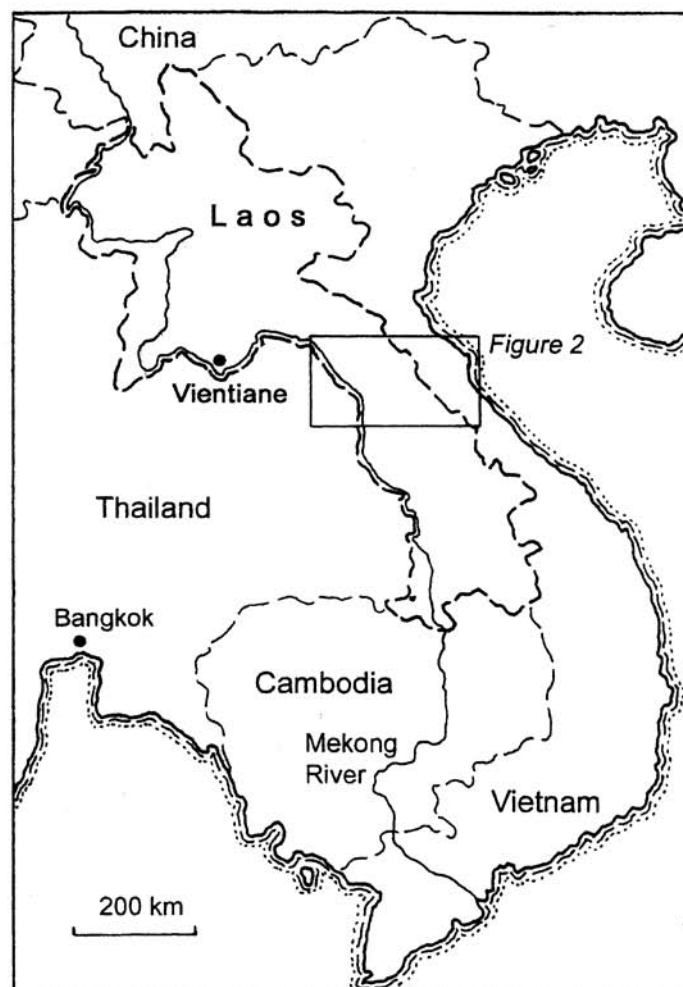 China
Laos
Figure 2
Vientiane
Thailand
Bangkok
Cambodia
Mekong
River
Vietnam
200 km